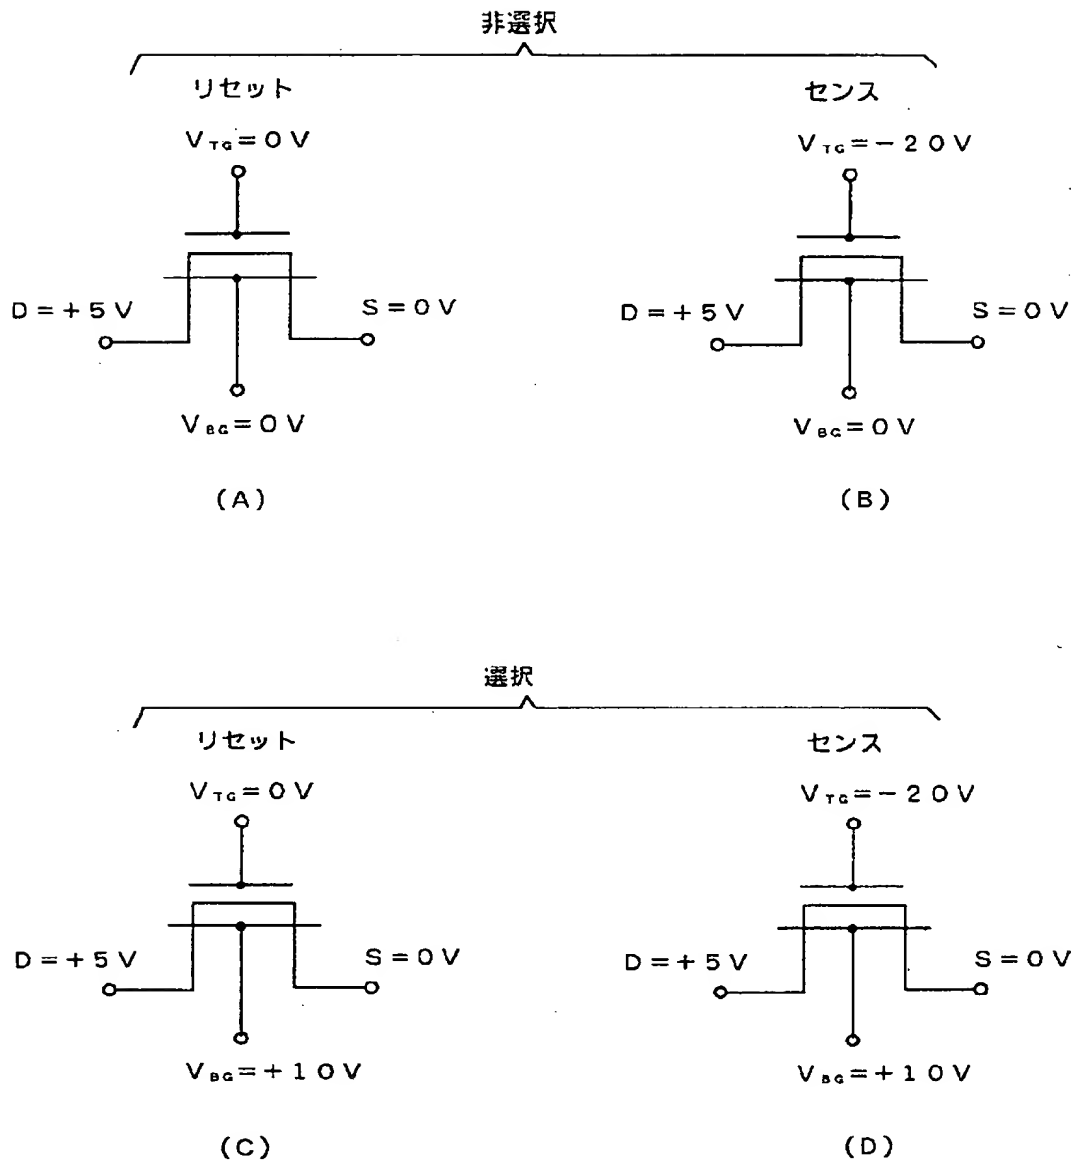 非選択
リセット
センス
V_TG=0V
V_TG=-20V
D=+5V
S=0V
D=+5V
S=0V
V_BG=0V
V_BG=0V
(A)
(B)
選択
リセット
センス
V_TG=0V
V_TG=-20V
D=+5V
S=0V
D=+5V
S=0V
V_BG=+10V
V_BG=+10V
(C)
(D)